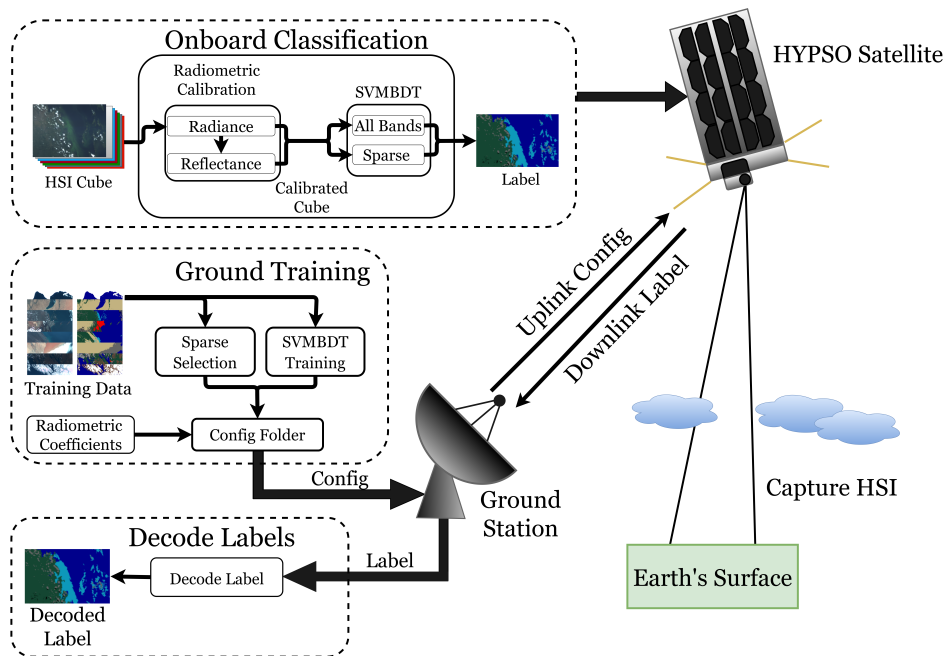 Onboard Classification
Radiometric
Calibration
SVMBDT
Radiance
Reflectance
All Bands
Sparse
HSI Cube
Calibrated
Cube
Label
HYPSO Satellite
Ground Training
Training Data
Sparse
Selection
SVMBDT
Training
Radiometric
Coefficients
Config Folder
Config
Uplink Config
Downlink Label
Ground
Station
Capture HSI
Earth's Surface
Decode Labels
Label
Decode Label
Decoded
Label